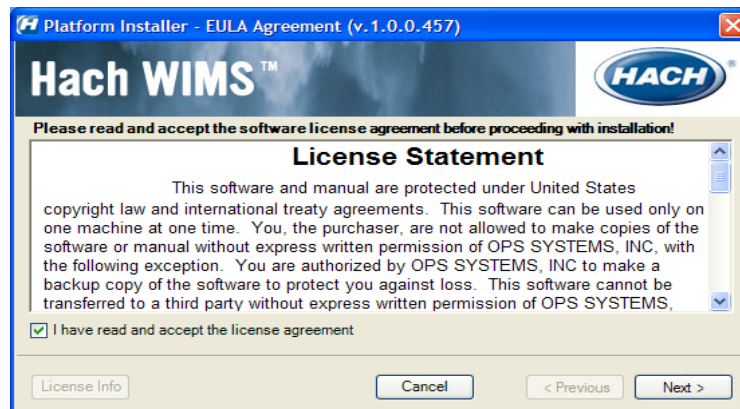 Platform Installer - EULA Agreement (v.1.0.0.457)
Hach WIMS™
HACH®
Please read and accept the software license agreement before proceeding with installation!
License Statement
This software and manual are protected under United States
copyright law and international treaty agreements. This software can be used only on
one machine at one time. You, the purchaser, are not allowed to make copies of the
software or manual without express written permission of OPS SYSTEMS, INC, with
the following exception. You are authorized by OPS SYSTEMS, INC to make a
backup copy of the software to protect you against loss. This software cannot be
transferred to a third party without express written permission of OPS SYSTEMS,
I have read and accept the license agreement
License Info
Cancel
< Previous
Next >